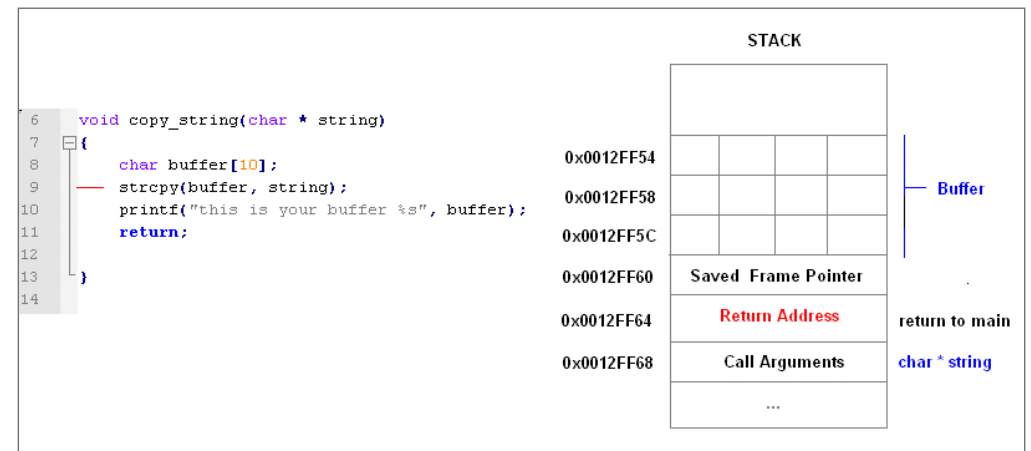 6 void copy_string(char * string)
7 {
8 char buffer[10];
9 strcpy(buffer, string);
10 printf("this is your buffer %s", buffer);
11 return;
12
13 }
14
STACK
0x0012FF54
0x0012FF58
0x0012FF5C
Buffer
0x0012FF60 Saved Frame Pointer
0x0012FF64 Return Address return to main
0x0012FF68 Call Arguments char * string
...